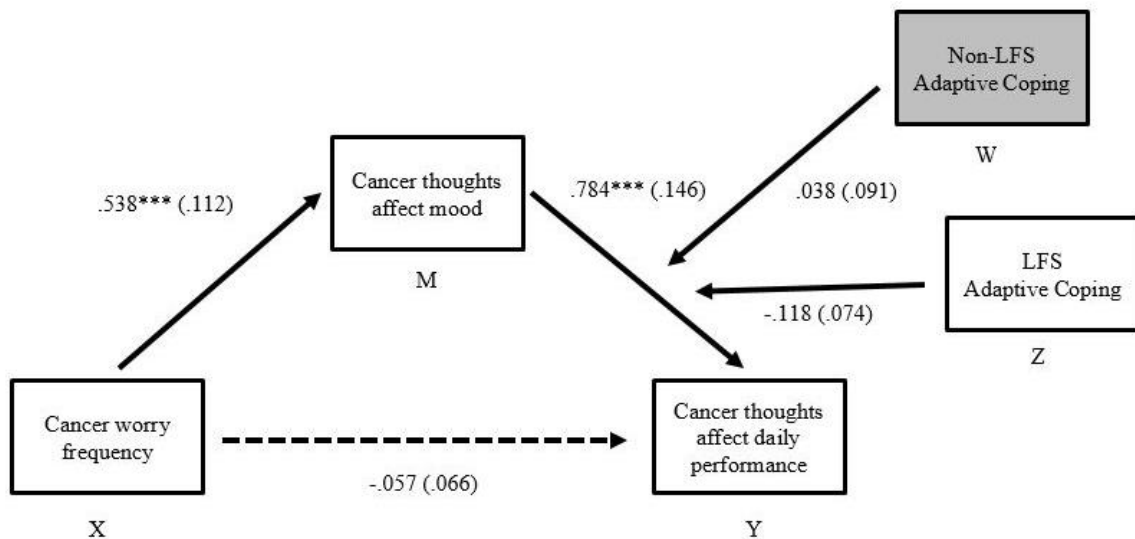 Non-LFS
Adaptive Coping
W
.538*** (.112)
Cancer thoughts
affect mood
M
.784*** (.146)
.038 (.091)
LFS
Adaptive Coping
-.118 (.074)
Z
Cancer worry
frequency
X
-.057 (.066)
Cancer thoughts
affect daily
performance
Y